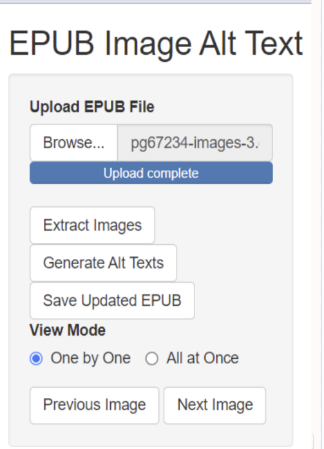 EPUB Image Alt Text
Upload EPUB File
Browse... pg67234-images-3.
Upload complete
Extract Images
Generate Alt Texts
Save Updated EPUB
View Mode
One by One All at Once
Previous Image Next Image